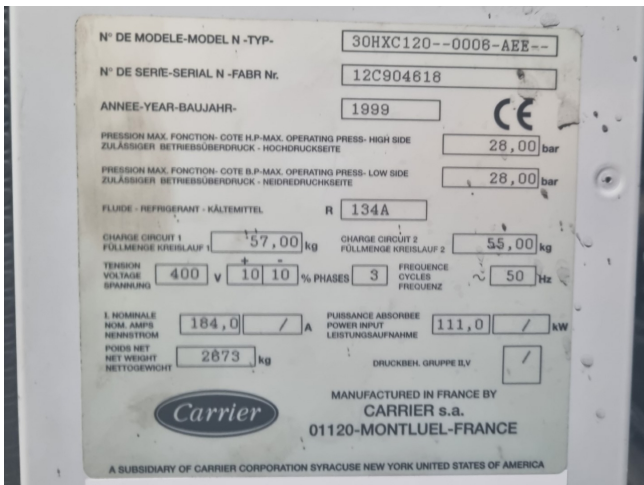 N° DE MODELE-MODEL N -TYP- 30HXC120--0006-AEE--
N° DE SERIE-SERIAL N -FABR Nr. 12C904618
ANNEE-YEAR-BAUJAHR- 1999 CE
PRESSION MAX. FONCTION- COTE H.P-MAX. OPERATING PRESS- HIGH SIDE
ZULÄSSIGER BETRIEBSÜBERDRUCK - HOCHDRUCKSEITE 28,00 bar
PRESSION MAX. FONCTION- COTE B.P-MAX. OPERATING PRESS- LOW SIDE
ZULÄSSIGER BETRIEBSÜBERDRUCK - NEIDREDRUCHKSEITE 28,00 bar
FLUIDE - REFRIGERANT - KÄLTEMITTEL R 134A
CHARGE CIRCUIT 1
FÜLLMENGE KREISLAUF 1 57,00 kg
CHARGE CIRCUIT 2
FÜLLMENGE KREISLAUF 2 55,00 kg
TENSION
VOLTAGE
SPANNUNG 400 V + 10 - 10 % PHASES 3
FREQUENCE
CYCLES
FREQUENZ ~ 50 Hz
I. NOMINALE
NOM. AMPS
NENNSTROM 184,0 / A
PUISSANCE ABSORBEE
POWER INPUT
LEISTUNGSAUFNAHME 111,0 / kW
POIDS NET
NET WEIGHT
NETTOGEWICHT 2673 kg
DRUCKBEH. GRUPPE II,V /
Carrier
MANUFACTURED IN FRANCE BY
CARRIER s.a.
01120-MONTLUEL-FRANCE
A SUBSIDIARY OF CARRIER CORPORATION SYRACUSE NEW YORK UNITED STATES OF AMERICA